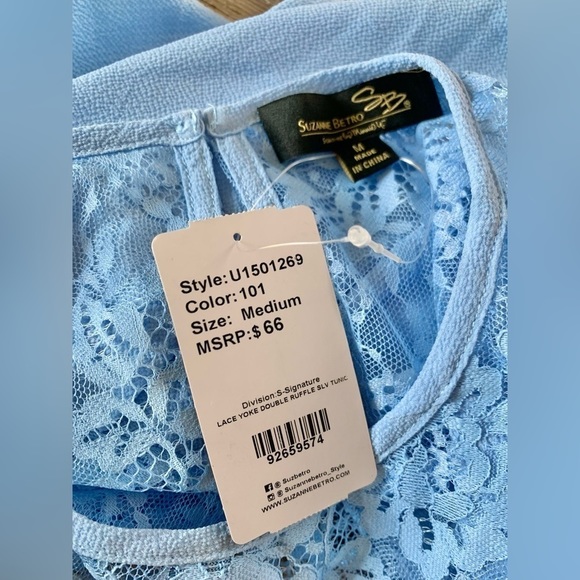 SB®
SUZANNE BETRO
M
MADE
IN CHINA
Style:U1501269
Color:101
Size: Medium
MSRP:$66
Division:S-Signature
LACE YOKE DOUBLE RUFFLE SLV TUNIC
92659574
@ Suzbetro
@ Suzannebetro_Style
WWW.SUZANNEBETRO.COM